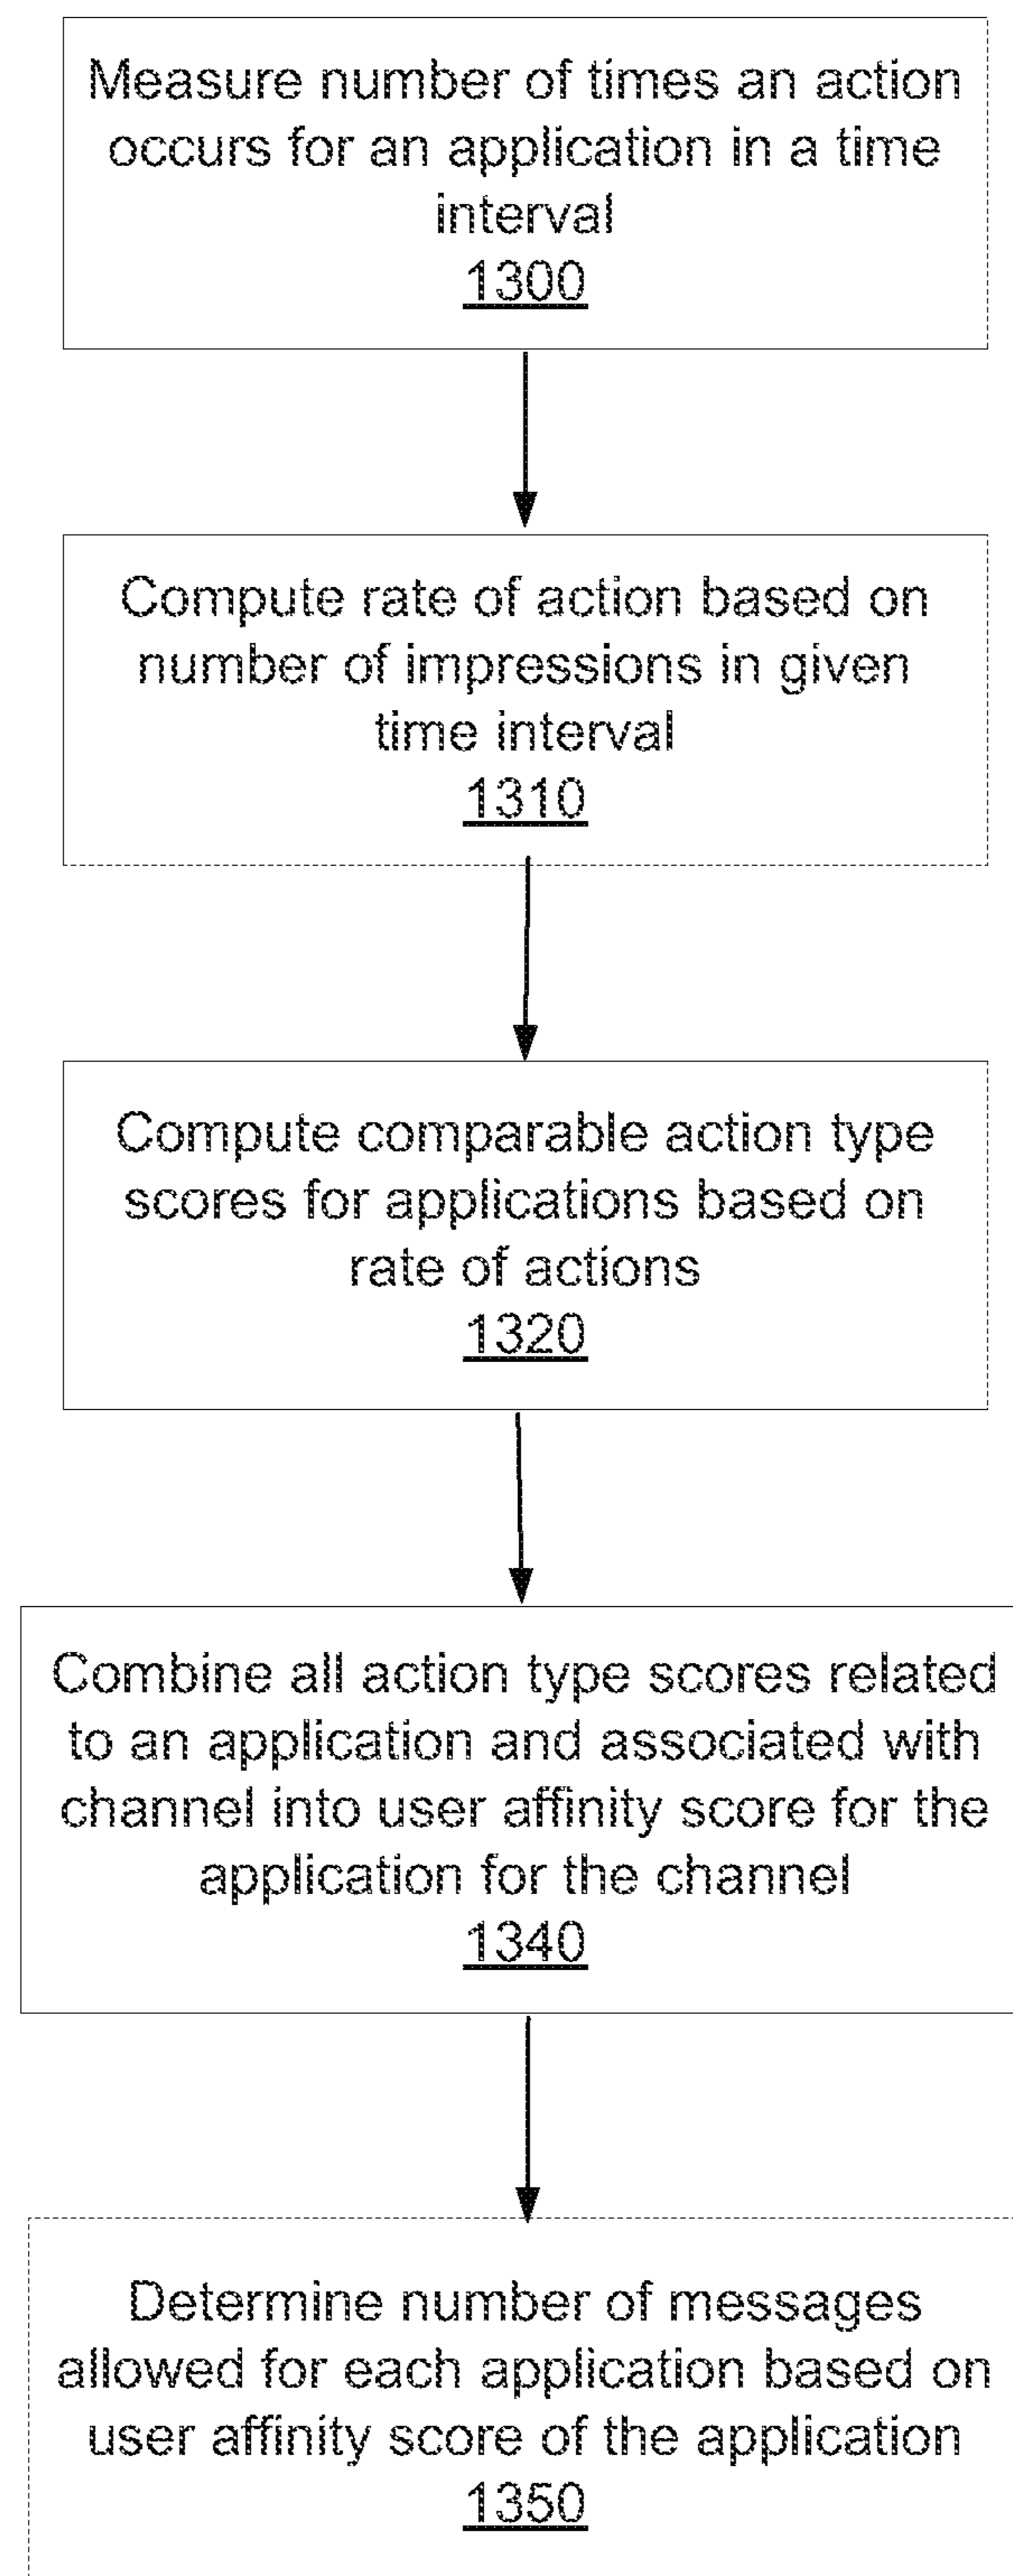 Measure number of times an action
occurs for an application in a time
interval
1300
Compute rate of action based on
number of impressions in given
time interval
1310
Compute comparable action type
scores for applications based on
rate of actions
1320
Combine all action type scores related
to an application and associated with
channel into user affinity score for the
application for the channel
1340
Determine number of messages
allowed for each application based on
user affinity score of the application
1350